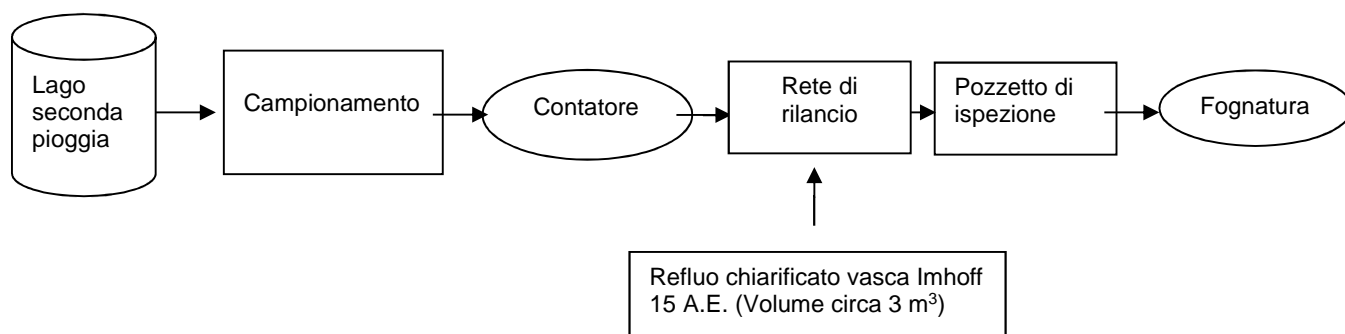 Lago
seconda
pioggia
Campionamento
Contatore
Rete di
rilancio
Pozzetto di
ispezione
Fognatura
Refluo chiarificato vasca Imhoff
15 A.E. (Volume circa 3 m³)